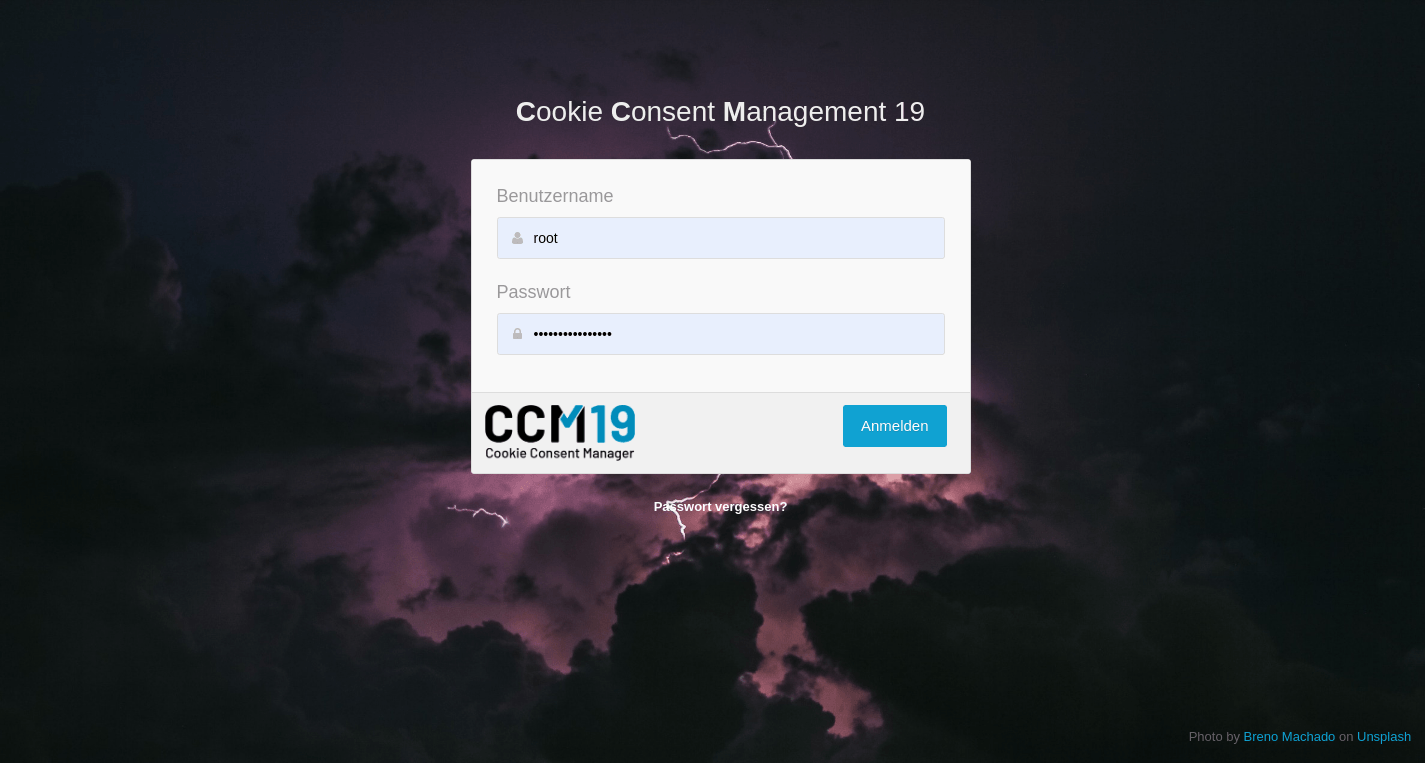 Cookie Consent Management 19
Benutzername
root
Passwort
••••••••••••••••
CCM19
Cookie Consent Manager
Anmelden
Passwort vergessen?
Photo by Breno Machado on Unsplash